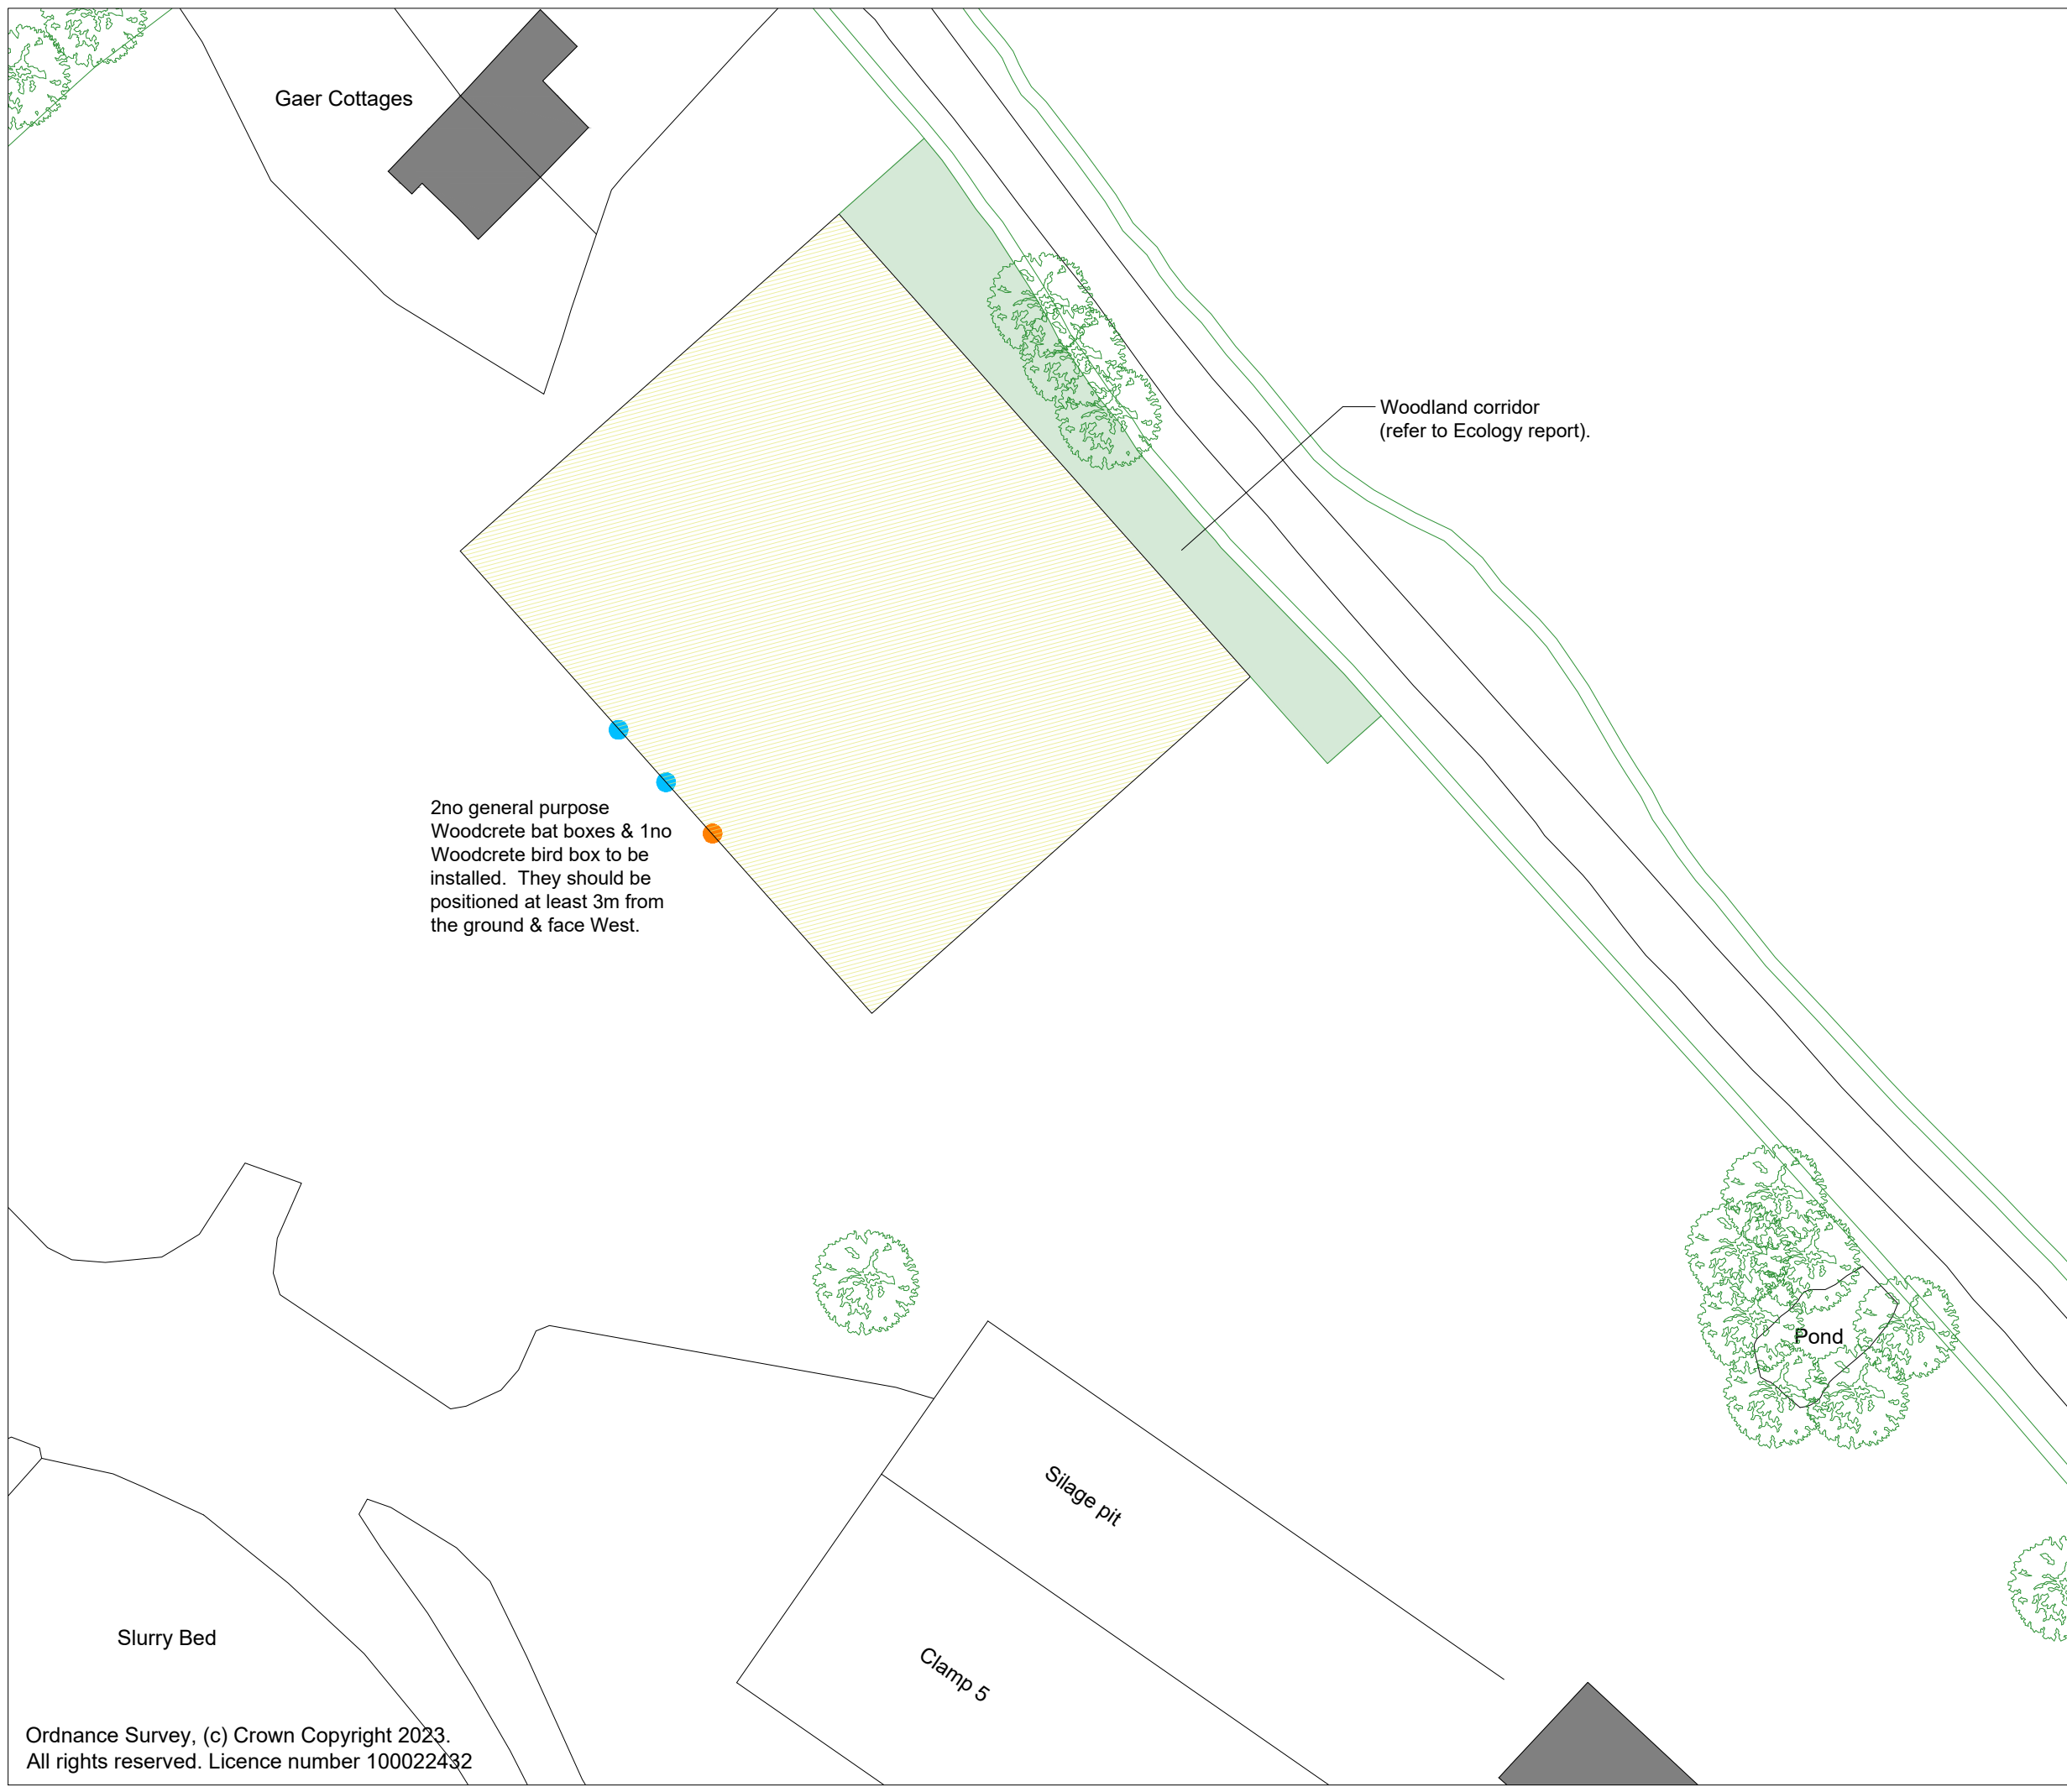 Gaer Cottages
Woodland corridor
(refer to Ecology report).
2no general purpose
Woodcrete bat boxes & 1no
Woodcrete bird box to be
installed.  They should be
positioned at least 3m from
the ground & face West.
Pond
Silage pit
Clamp 5
Slurry Bed
Ordnance Survey, (c) Crown Copyright 2023.
All rights reserved. Licence number 100022432